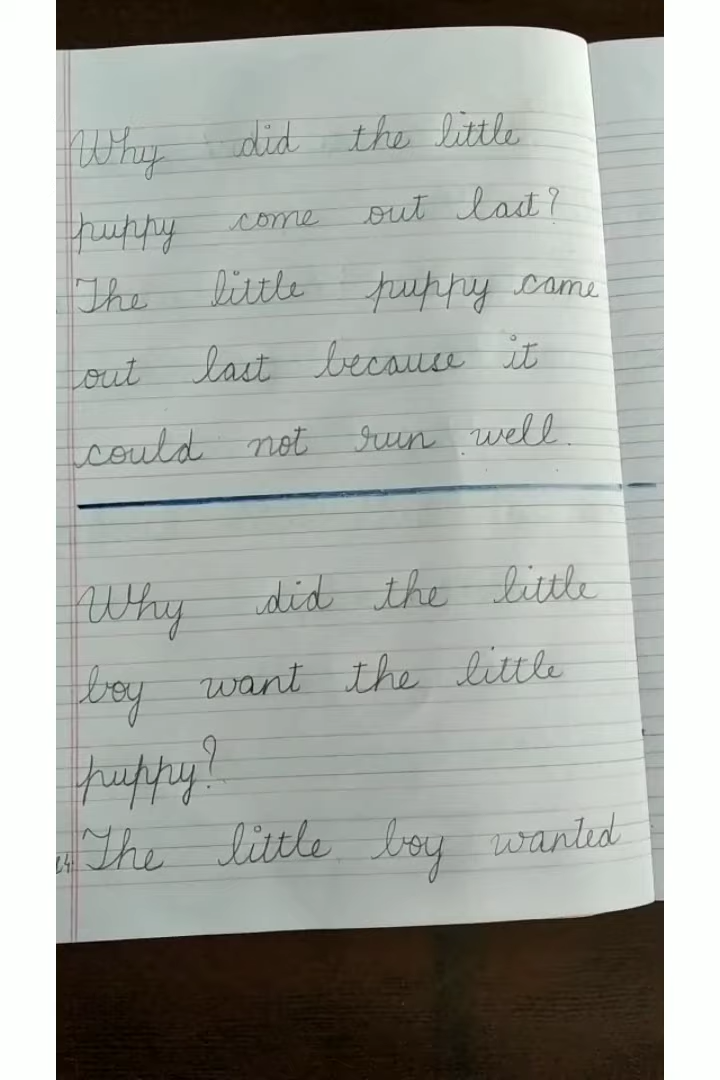 Why did the little
puppy come out last?
The little puppy came
out last because it
could not run well.
Why did the little
boy want the little
puppy?
The little boy wanted